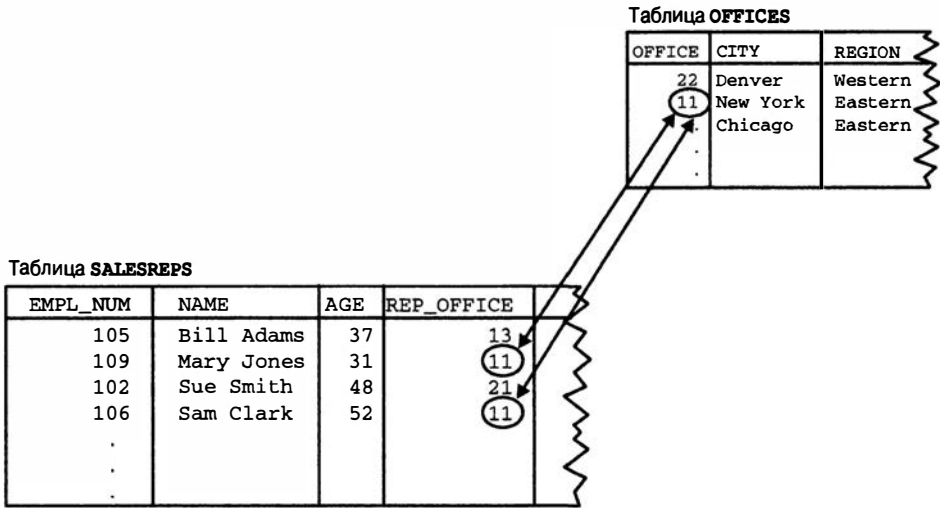 Таблица OFFICES
OFFICE CITY REGION
22 Denver Western
11 New York Eastern
Chicago Eastern
Таблица SALESREPS
EMPL_NUM NAME AGE REP_OFFICE
105 Bill Adams 37 13
109 Mary Jones 31 11
102 Sue Smith 48 21
106 Sam Clark 52 11